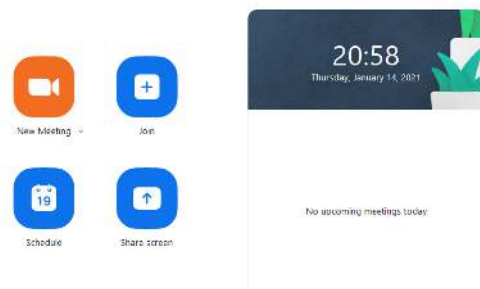 20:58
Thursday, January 14, 2021
New Meeting
Join
19
Schedule
Share screen
No upcoming meetings today